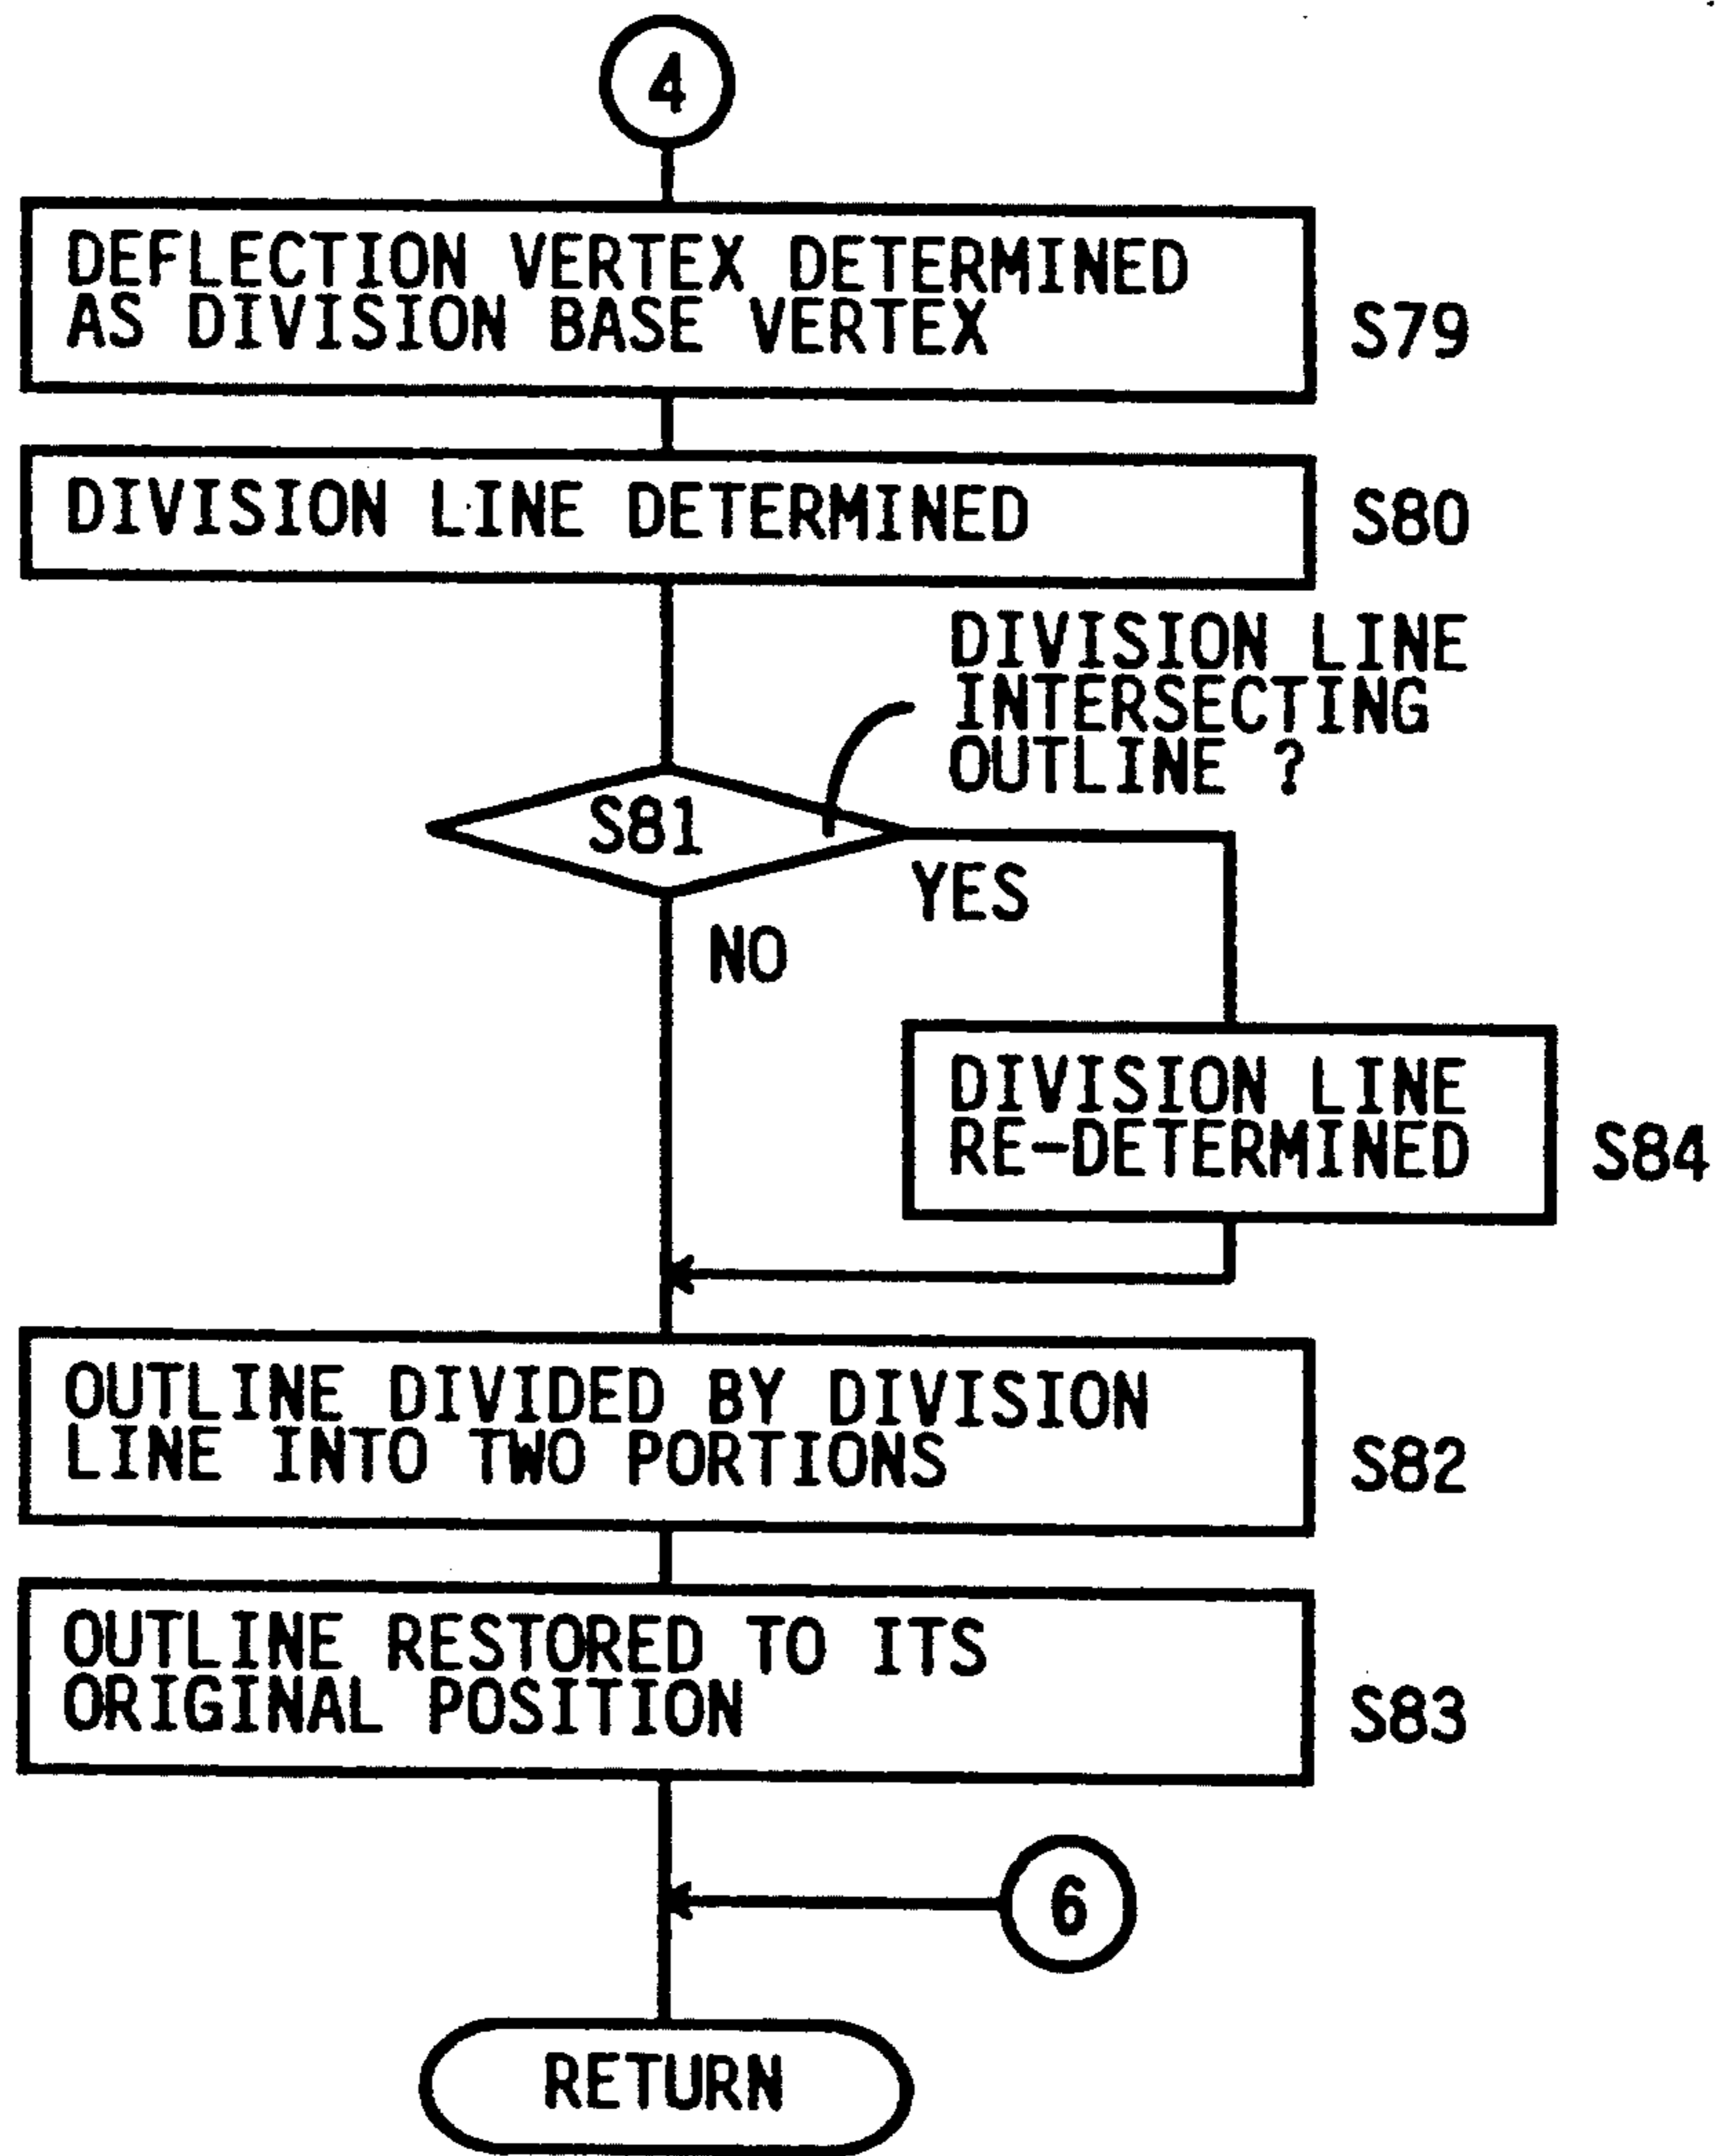 4
DEFLECTION VERTEX DETERMINED
AS DIVISION BASE VERTEX
S79
DIVISION LINE DETERMINED
S80
DIVISION LINE
INTERSECTING
OUTLINE ?
S81
YES
NO
DIVISION LINE
RE-DETERMINED
S84
OUTLINE DIVIDED BY DIVISION
LINE INTO TWO PORTIONS
S82
OUTLINE RESTORED TO ITS
ORIGINAL POSITION
S83
6
RETURN